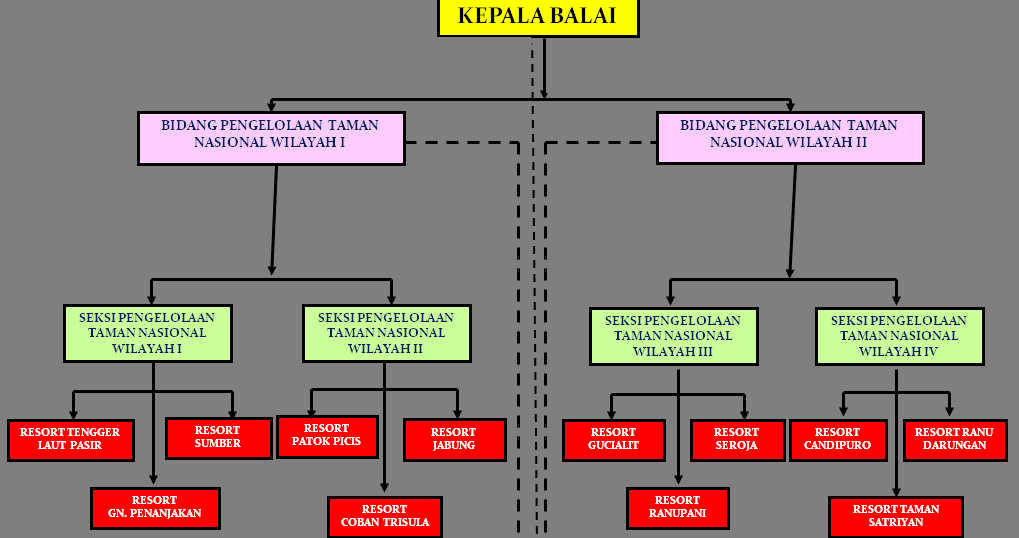 KEPALA BALAI
BIDANG PENGELOLAAN TAMAN
NASIONAL WILAYAH I
BIDANG PENGELOLAAN TAMAN
NASIONAL WILAYAH II
SEKSI PENGELOLAAN
TAMAN NASIONAL
WILAYAH I
SEKSI PENGELOLAAN
TAMAN NASIONAL
WILAYAH II
SEKSI PENGELOLAAN
TAMAN NASIONAL
WILAYAH III
SEKSI PENGELOLAAN
TAMAN NASIONAL
WILAYAH IV
RESORT TENGGER
LAUT PASIR
RESORT
SUMBER
RESORT
PATOK PICIS
RESORT
JABUNG
RESORT
GUCIALIT
RESORT
SEROJA
RESORT
CANDIPURO
RESORT RANU
DARUNGAN
RESORT
GN. PENANJAKAN
RESORT
COBAN TRISULA
RESORT
RANUPANI
RESORT TAMAN
SATRIYAN